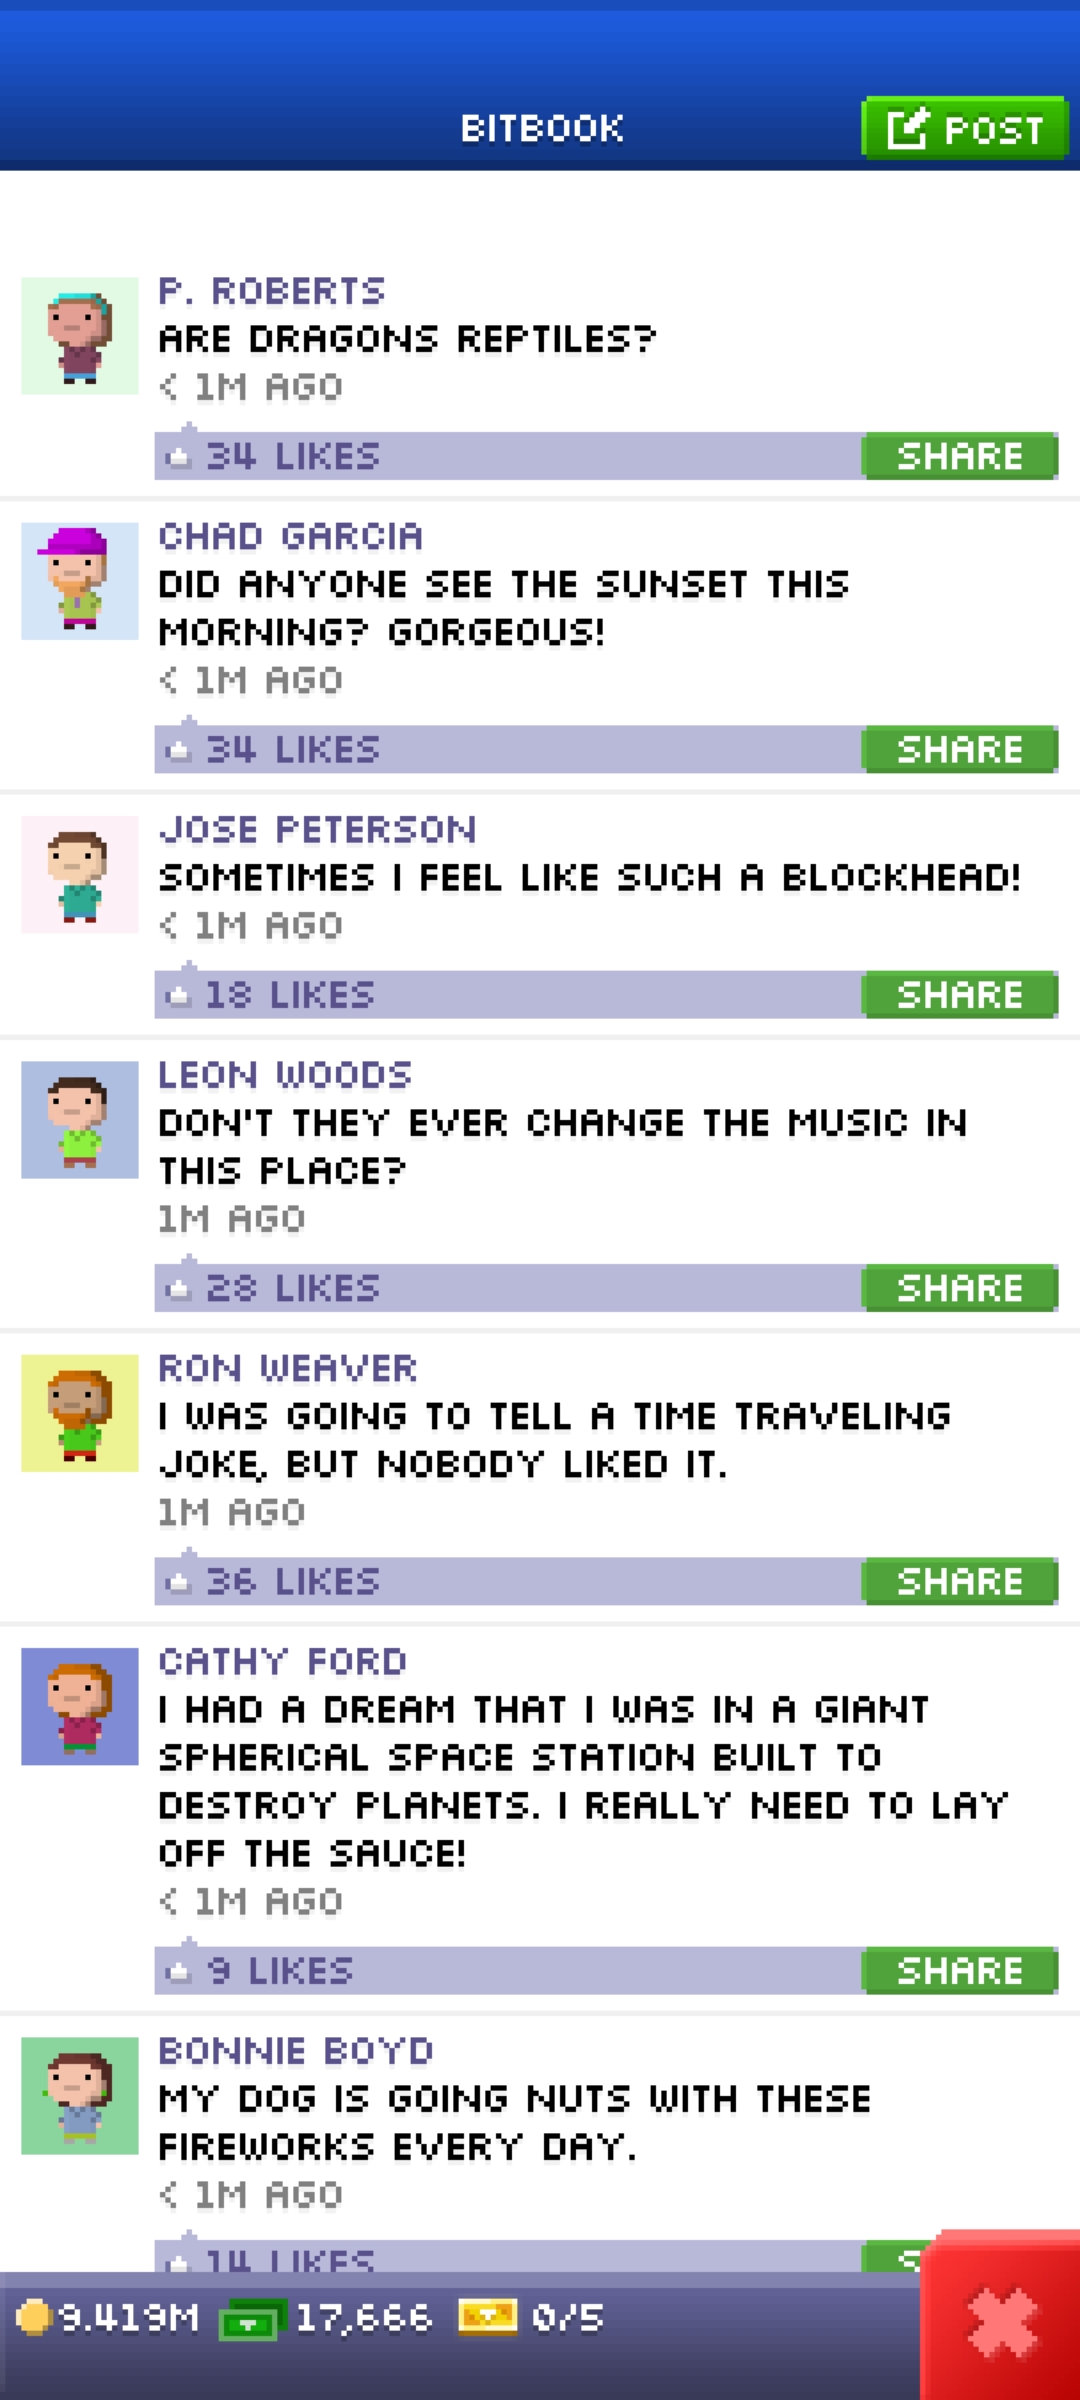 BITBOOK
POST
P. ROBERTS
ARE DRAGONS REPTILES?
< 1M AGO
34 LIKES
SHARE
CHAD GARCIA
DID ANYONE SEE THE SUNSET THIS
MORNING? GORGEOUS!
< 1M AGO
34 LIKES
SHARE
JOSE PETERSON
SOMETIMES I FEEL LIKE SUCH A BLOCKHEAD!
< 1M AGO
18 LIKES
SHARE
LEON WOODS
DON'T THEY EVER CHANGE THE MUSIC IN
THIS PLACE?
1M AGO
28 LIKES
SHARE
RON WEAVER
I WAS GOING TO TELL A TIME TRAVELING
JOKE, BUT NOBODY LIKED IT.
1M AGO
36 LIKES
SHARE
CATHY FORD
I HAD A DREAM THAT I WAS IN A GIANT
SPHERICAL SPACE STATION BUILT TO
DESTROY PLANETS. I REALLY NEED TO LAY
OFF THE SAUCE!
< 1M AGO
9 LIKES
SHARE
BONNIE BOYD
MY DOG IS GOING NUTS WITH THESE
FIREWORKS EVERY DAY.
< 1M AGO
14 LIKES
9.419M 17,666 0/5